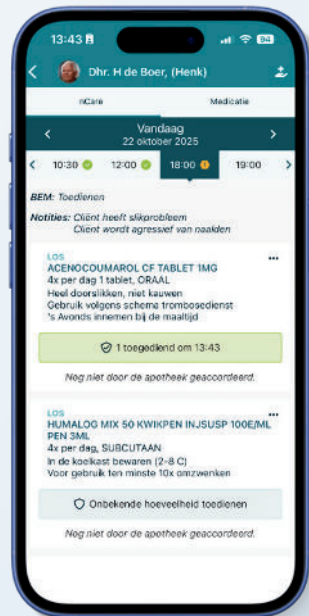 13:43 94
Dhr. H de Boer, (Henk)
nCare Medicatie
Vandaag
22 oktober 2025
10:30 12:00 18:00 19:00
BEM: Toedienen
Notities: Cliënt heeft slikprobleem
Cliënt wordt agressief van naalden
LOS
ACENOCOUMAROL CF TABLET 1MG
4x per dag 1 tablet, ORAAL
Heel doorslikken, niet kauwen
Gebruik volgens schema trombosedienst
's Avonds innemen bij de maaltijd
1 toegediend om 13:43
Nog niet door de apotheek geaccordeerd.
LOS
HUMALOG MIX 50 KWIKPEN INJSUSP 100E/ML
PEN 3ML
4x per dag, SUBCUTAAN
In de koelkast bewaren (2-8 C)
Voor gebruik ten minste 10x omzwenken
Onbekende hoeveelheid toedienen
Nog niet door de apotheek geaccordeerd.